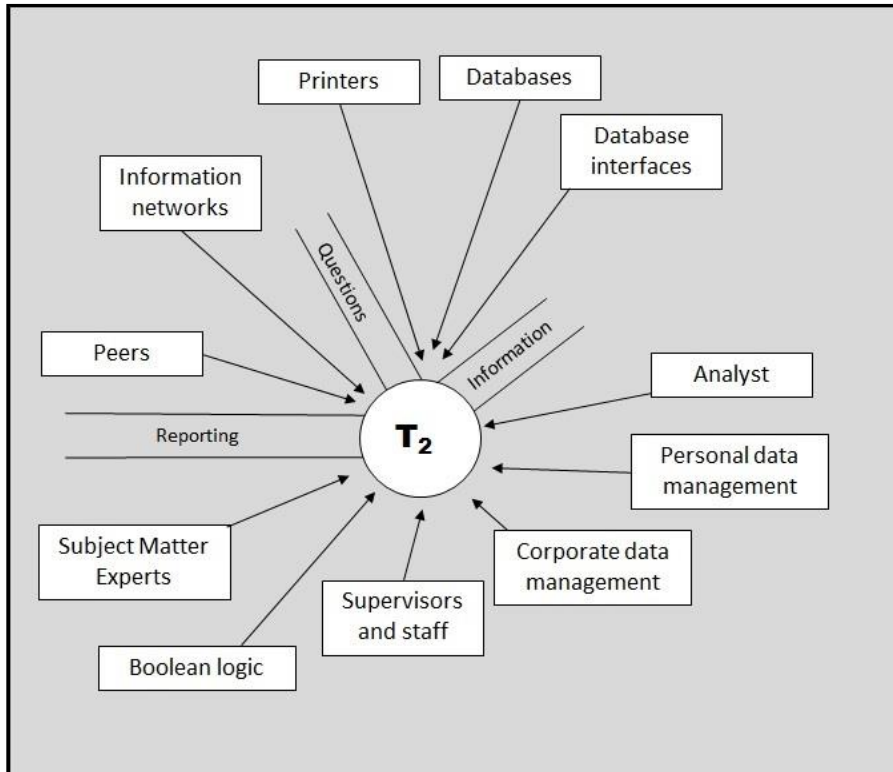 Printers
Databases
Database
interfaces
Information
networks
Questions
Information
Peers
Analyst
Reporting
T₂
Personal data
management
Subject Matter
Experts
Corporate data
management
Supervisors
and staff
Boolean logic